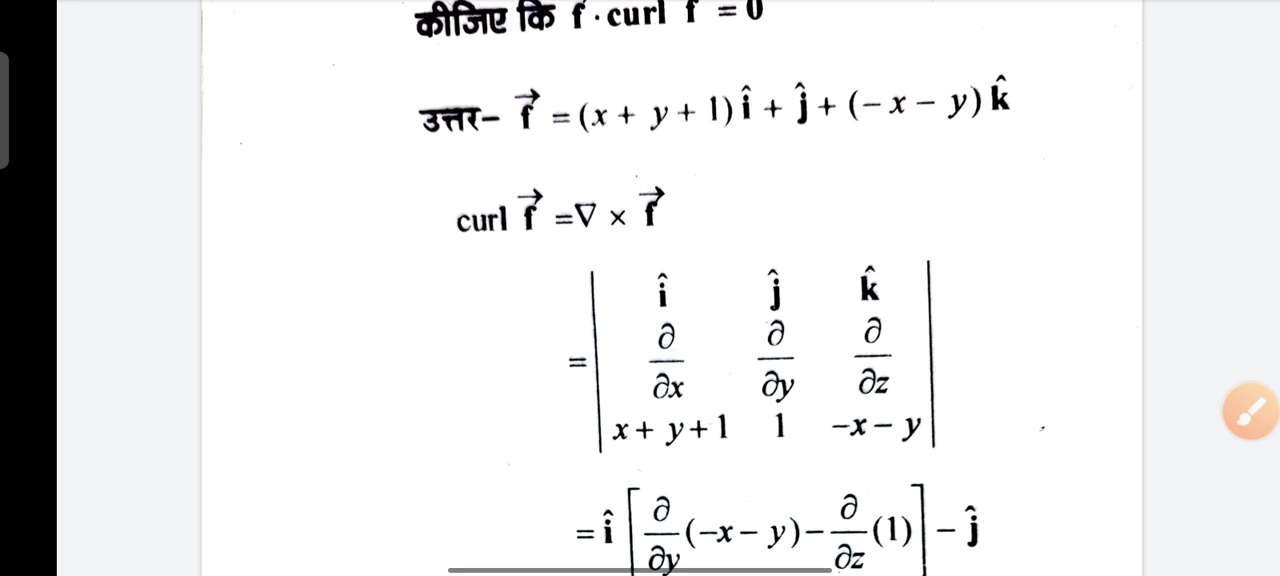 कीजिए कि f · curl f = 0
उत्तर– f⃗ = (x + y + 1) î + ĵ + (– x – y) k̂
curl f⃗ = ∇ × f⃗
= | î ĵ k̂ |
| ∂/∂x ∂/∂y ∂/∂z |
| x + y + 1 1 –x – y |
= î [ ∂/∂y (–x – y) – ∂/∂z (1) ] – ĵ